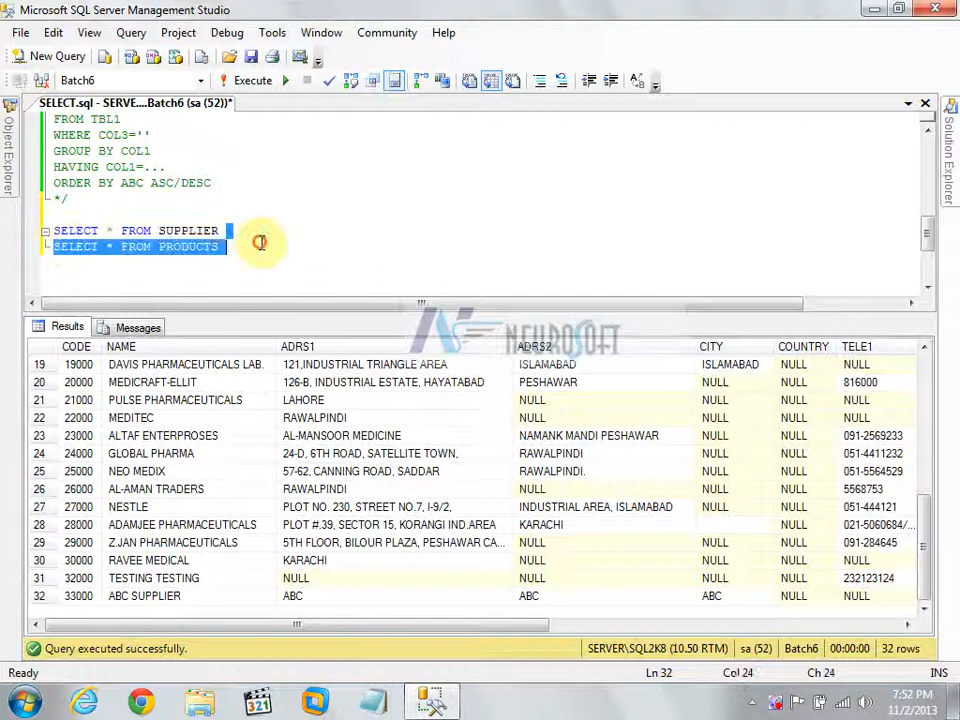 Microsoft SQL Server Management Studio
File Edit View Query Project Debug Tools Window Community Help
New Query
Batch6 Execute
SELECT.sql - SERVE....Batch6 (sa (52))*
Object Explorer
Solution Explorer
FROM TBL1
WHERE COL3=''
GROUP BY COL1
HAVING COL1=...
ORDER BY ABC ASC/DESC
*/
SELECT * FROM SUPPLIER
SELECT * FROM PRODUCTS
NEUROSOFT
Results Messages
CODE NAME ADRS1 ADRS2 CITY COUNTRY TELE1
19 19000 DAVIS PHARMACEUTICALS LAB. 121,INDUSTRIAL TRIANGLE AREA ISLAMABAD ISLAMABAD NULL NULL
20 20000 MEDICRAFT-ELLIT 126-B, INDUSTRIAL ESTATE, HAYATABAD PESHAWAR NULL NULL 816000
21 21000 PULSE PHARMACEUTICALS LAHORE NULL NULL NULL NULL
22 22000 MEDITEC RAWALPINDI NULL NULL NULL NULL
23 23000 ALTAF ENTERPROSES AL-MANSOOR MEDICINE NAMANK MANDI PESHAWAR NULL NULL 091-2569233
24 24000 GLOBAL PHARMA 24-D, 6TH ROAD, SATELLITE TOWN, RAWALPINDI NULL NULL 051-4411232
25 25000 NEO MEDIX 57-62, CANNING ROAD, SADDAR RAWALPINDI. NULL NULL 051-5564529
26 26000 AL-AMAN TRADERS RAWALPINDI NULL NULL NULL 5568753
27 27000 NESTLE PLOT NO. 230, STREET NO.7, I-9/2, INDUSTRIAL AREA, ISLAMABAD NULL NULL 051-444121
28 28000 ADAMJEE PHARMACEUTICALS PLOT #.39, SECTOR 15, KORANGI IND.AREA KARACHI NULL 021-5060684/...
29 29000 Z.JAN PHARMACEUTICALS 5TH FLOOR, BILOUR PLAZA, PESHAWAR CA... NULL NULL NULL 091-284645
30 30000 RAVEE MEDICAL KARACHI NULL NULL NULL NULL
31 32000 TESTING TESTING NULL NULL NULL NULL 232123124
32 33000 ABC SUPPLIER ABC ABC ABC NULL NULL
Query executed successfully. SERVER\SQL2K8 (10.50 RTM) sa (52) Batch6 00:00:00 32 rows
Ready Ln 32 Col 24 Ch 24 INS
321
7:52 PM
11/2/2013